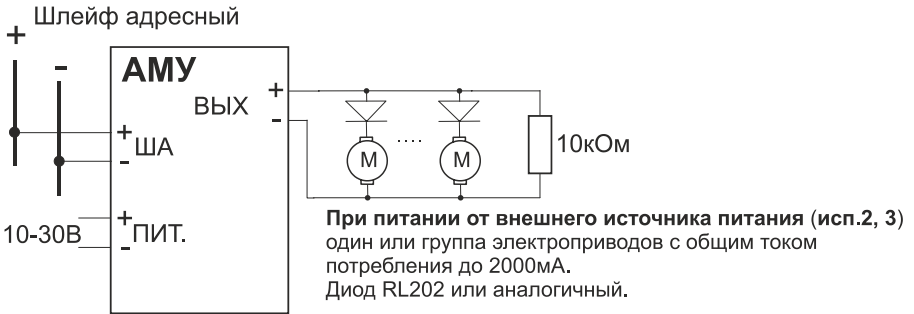 Шлейф адресный
+
-
АМУ
+
ВЫХ
-
+
ША
-
10кОм
М
....
М
+
10-30В
ПИТ.
-
При питании от внешнего источника питания (исп.2, 3)
один или группа электроприводов с общим током
потребления до 2000мА.
Диод RL202 или аналогичный.